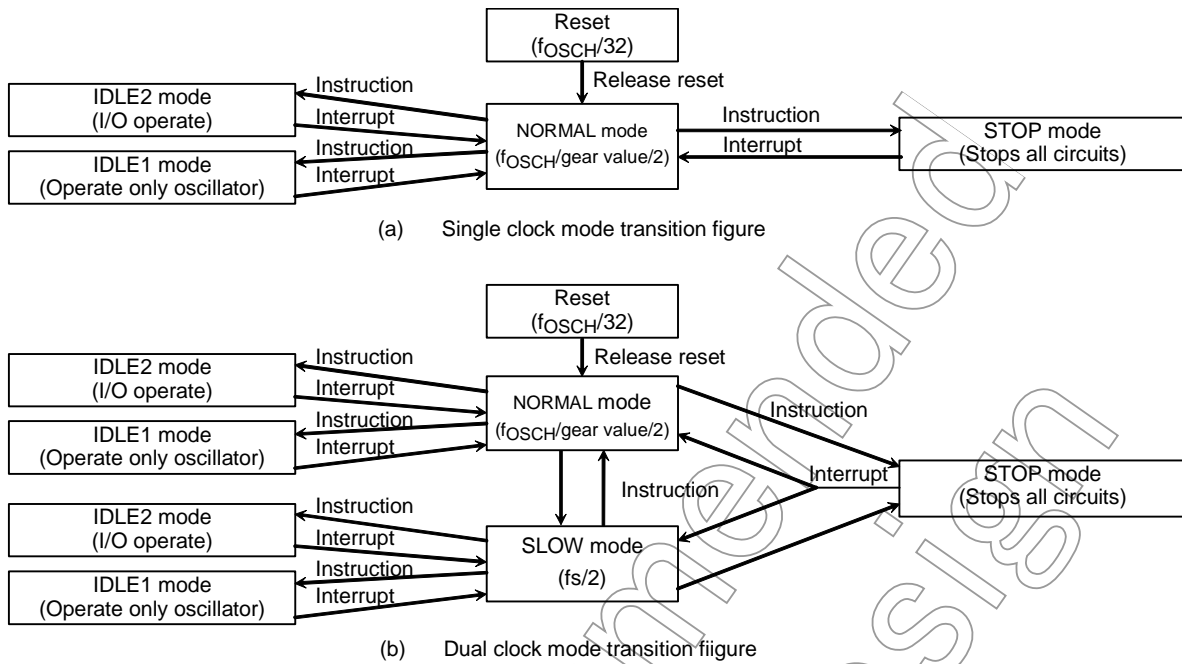 Reset
(fOSCH/32)
Release reset
IDLE2 mode
(I/O operate)
Instruction
Interrupt
IDLE1 mode
(Operate only oscillator)
Instruction
Interrupt
NORMAL mode
(fOSCH/gear value/2)
Instruction
Interrupt
STOP mode
(Stops all circuits)
(a) Single clock mode transition figure
Reset
(fOSCH/32)
Release reset
IDLE2 mode
(I/O operate)
Instruction
Interrupt
IDLE1 mode
(Operate only oscillator)
Instruction
Interrupt
NORMAL mode
(fOSCH/gear value/2)
Instruction
Interrupt
STOP mode
(Stops all circuits)
Instruction
IDLE2 mode
(I/O operate)
Instruction
Interrupt
IDLE1 mode
(Operate only oscillator)
Instruction
Interrupt
SLOW mode
(fs/2)
(b) Dual clock mode transition fiigure
mended
esign